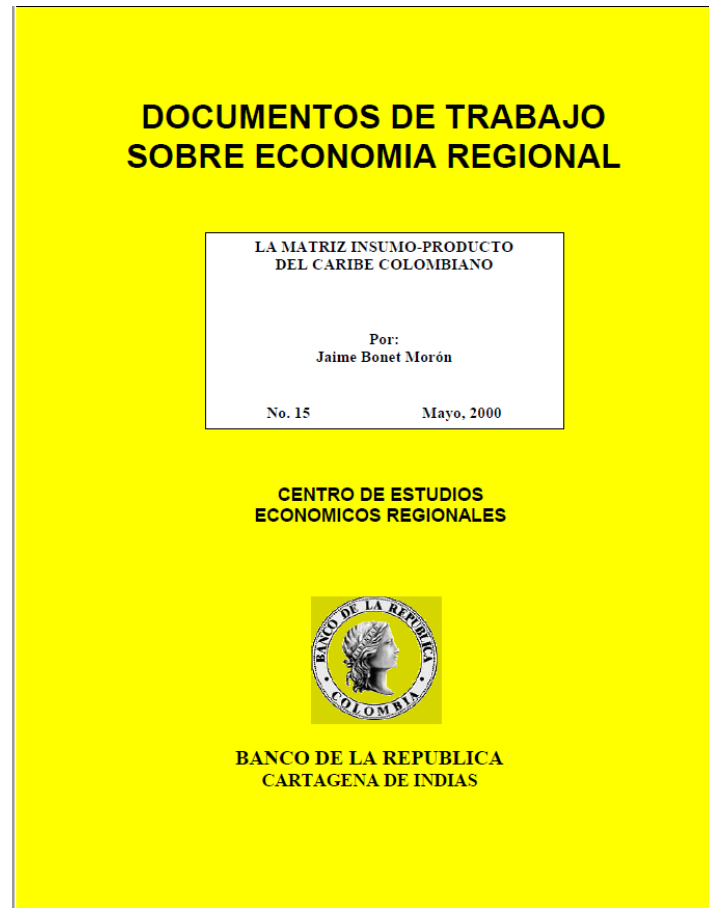 DOCUMENTOS DE TRABAJO
SOBRE ECONOMIA REGIONAL
LA MATRIZ INSUMO-PRODUCTO
DEL CARIBE COLOMBIANO
Por:
Jaime Bonet Morón
No. 15 Mayo, 2000
CENTRO DE ESTUDIOS
ECONOMICOS REGIONALES
BANCO DE LA REPUBLICA
COLOMBIA
BANCO DE LA REPUBLICA
CARTAGENA DE INDIAS